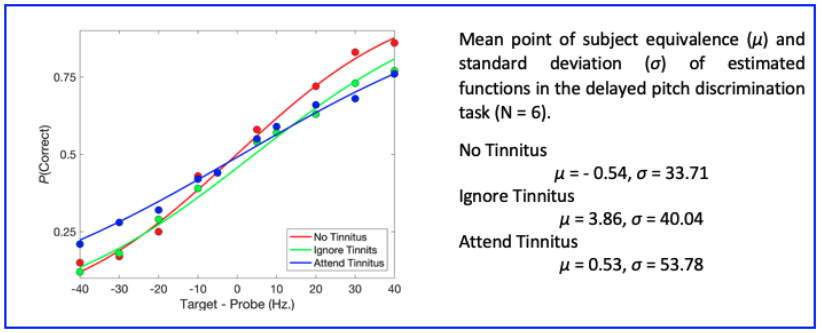 0.75
0.5
0.25
P(Correct)
-40 -30 -20 -10 0 10 20 30 40
Target - Probe (Hz.)
No Tinnitus
Ignore Tinnits
Attend Tinnitus
Mean point of subject equivalence (μ) and
standard deviation (σ) of estimated
functions in the delayed pitch discrimination
task (N = 6).
No Tinnitus
μ = - 0.54, σ = 33.71
Ignore Tinnitus
μ = 3.86, σ = 40.04
Attend Tinnitus
μ = 0.53, σ = 53.78